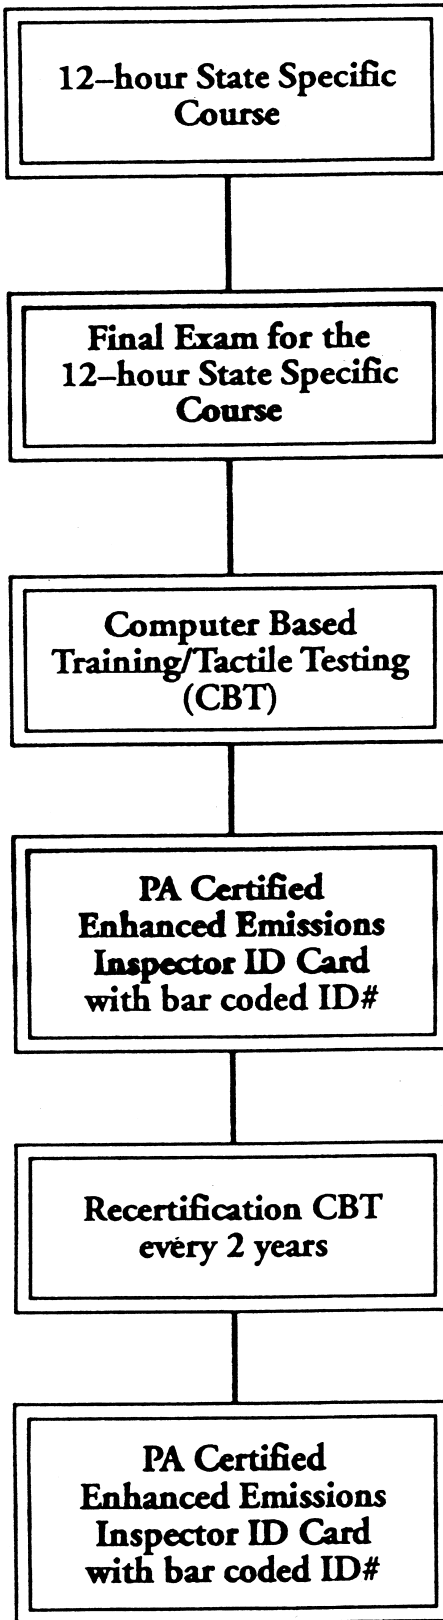 12–hour State Specific
Course
Final Exam for the
12–hour State Specific
Course
Computer Based
Training/Tactile Testing
(CBT)
PA Certified
Enhanced Emissions
Inspector ID Card
with bar coded ID#
Recertification CBT
every 2 years
PA Certified
Enhanced Emissions
Inspector ID Card
with bar coded ID#